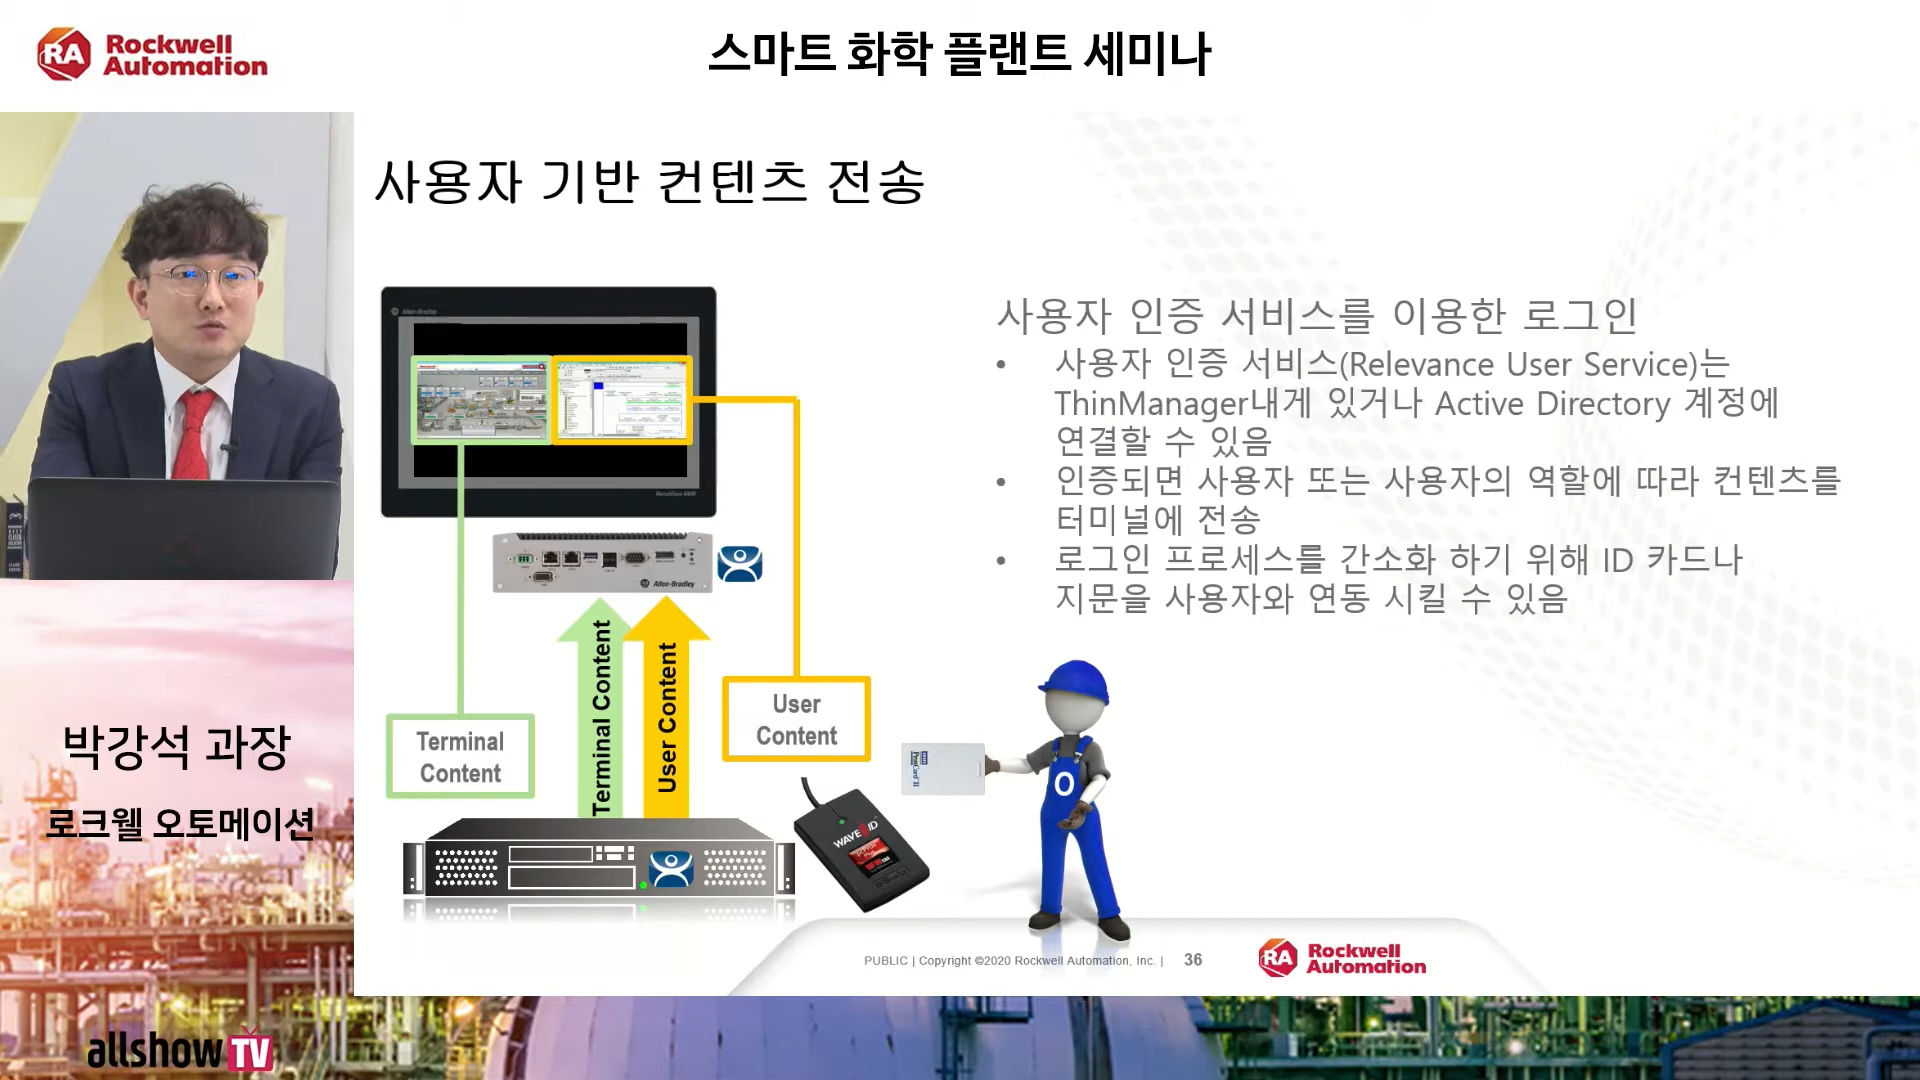 Rockwell
Automation
스마트 화학 플랜트 세미나
사용자 기반 컨텐츠 전송
Allen-Bradley
사용자 인증 서비스를 이용한 로그인
• 사용자 인증 서비스(Relevance User Service)는
ThinManager내게 있거나 Active Directory 계정에
연결할 수 있음
• 인증되면 사용자 또는 사용자의 역할에 따라 컨텐츠를
터미널에 전송
• 로그인 프로세스를 간소화 하기 위해 ID 카드나
지문을 사용자와 연동 시킬 수 있음
Allen-Bradley
Terminal Content
User Content
User
Content
Terminal
Content
WAVE ID
O
박강석 과장
로크웰 오토메이션
PUBLIC | Copyright ©2020 Rockwell Automation, Inc. | 36
Rockwell
Automation
allshow TV